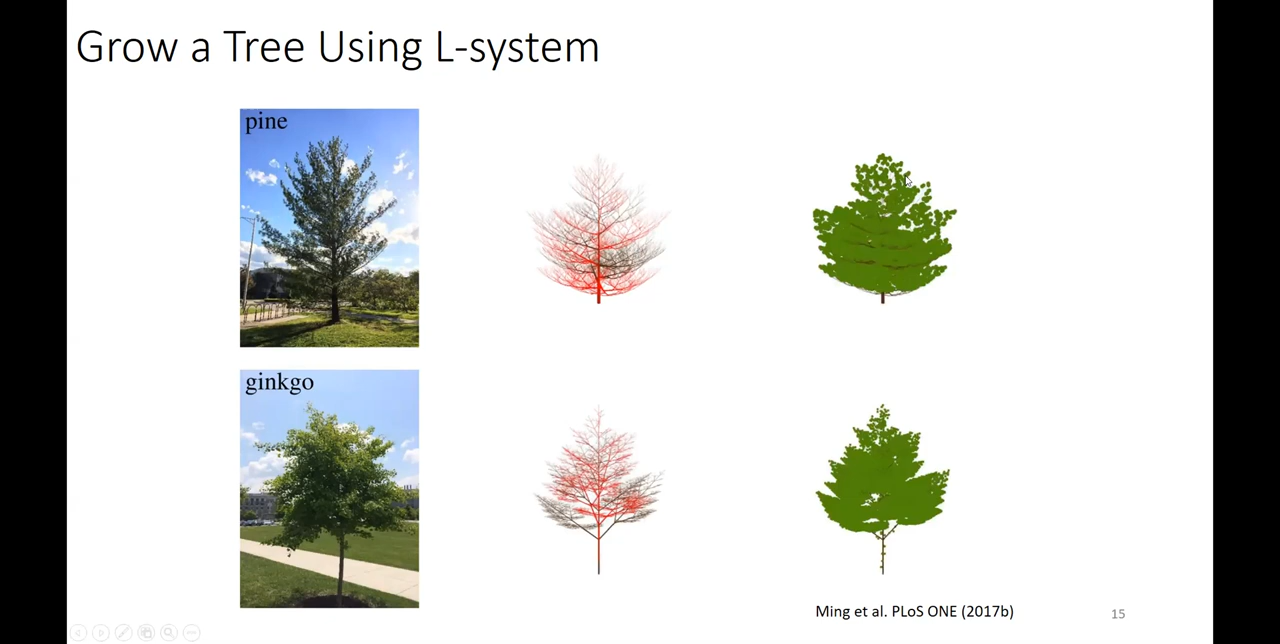 Grow a Tree Using L-system
pine
ginkgo
Ming et al. PLoS ONE (2017b)
15